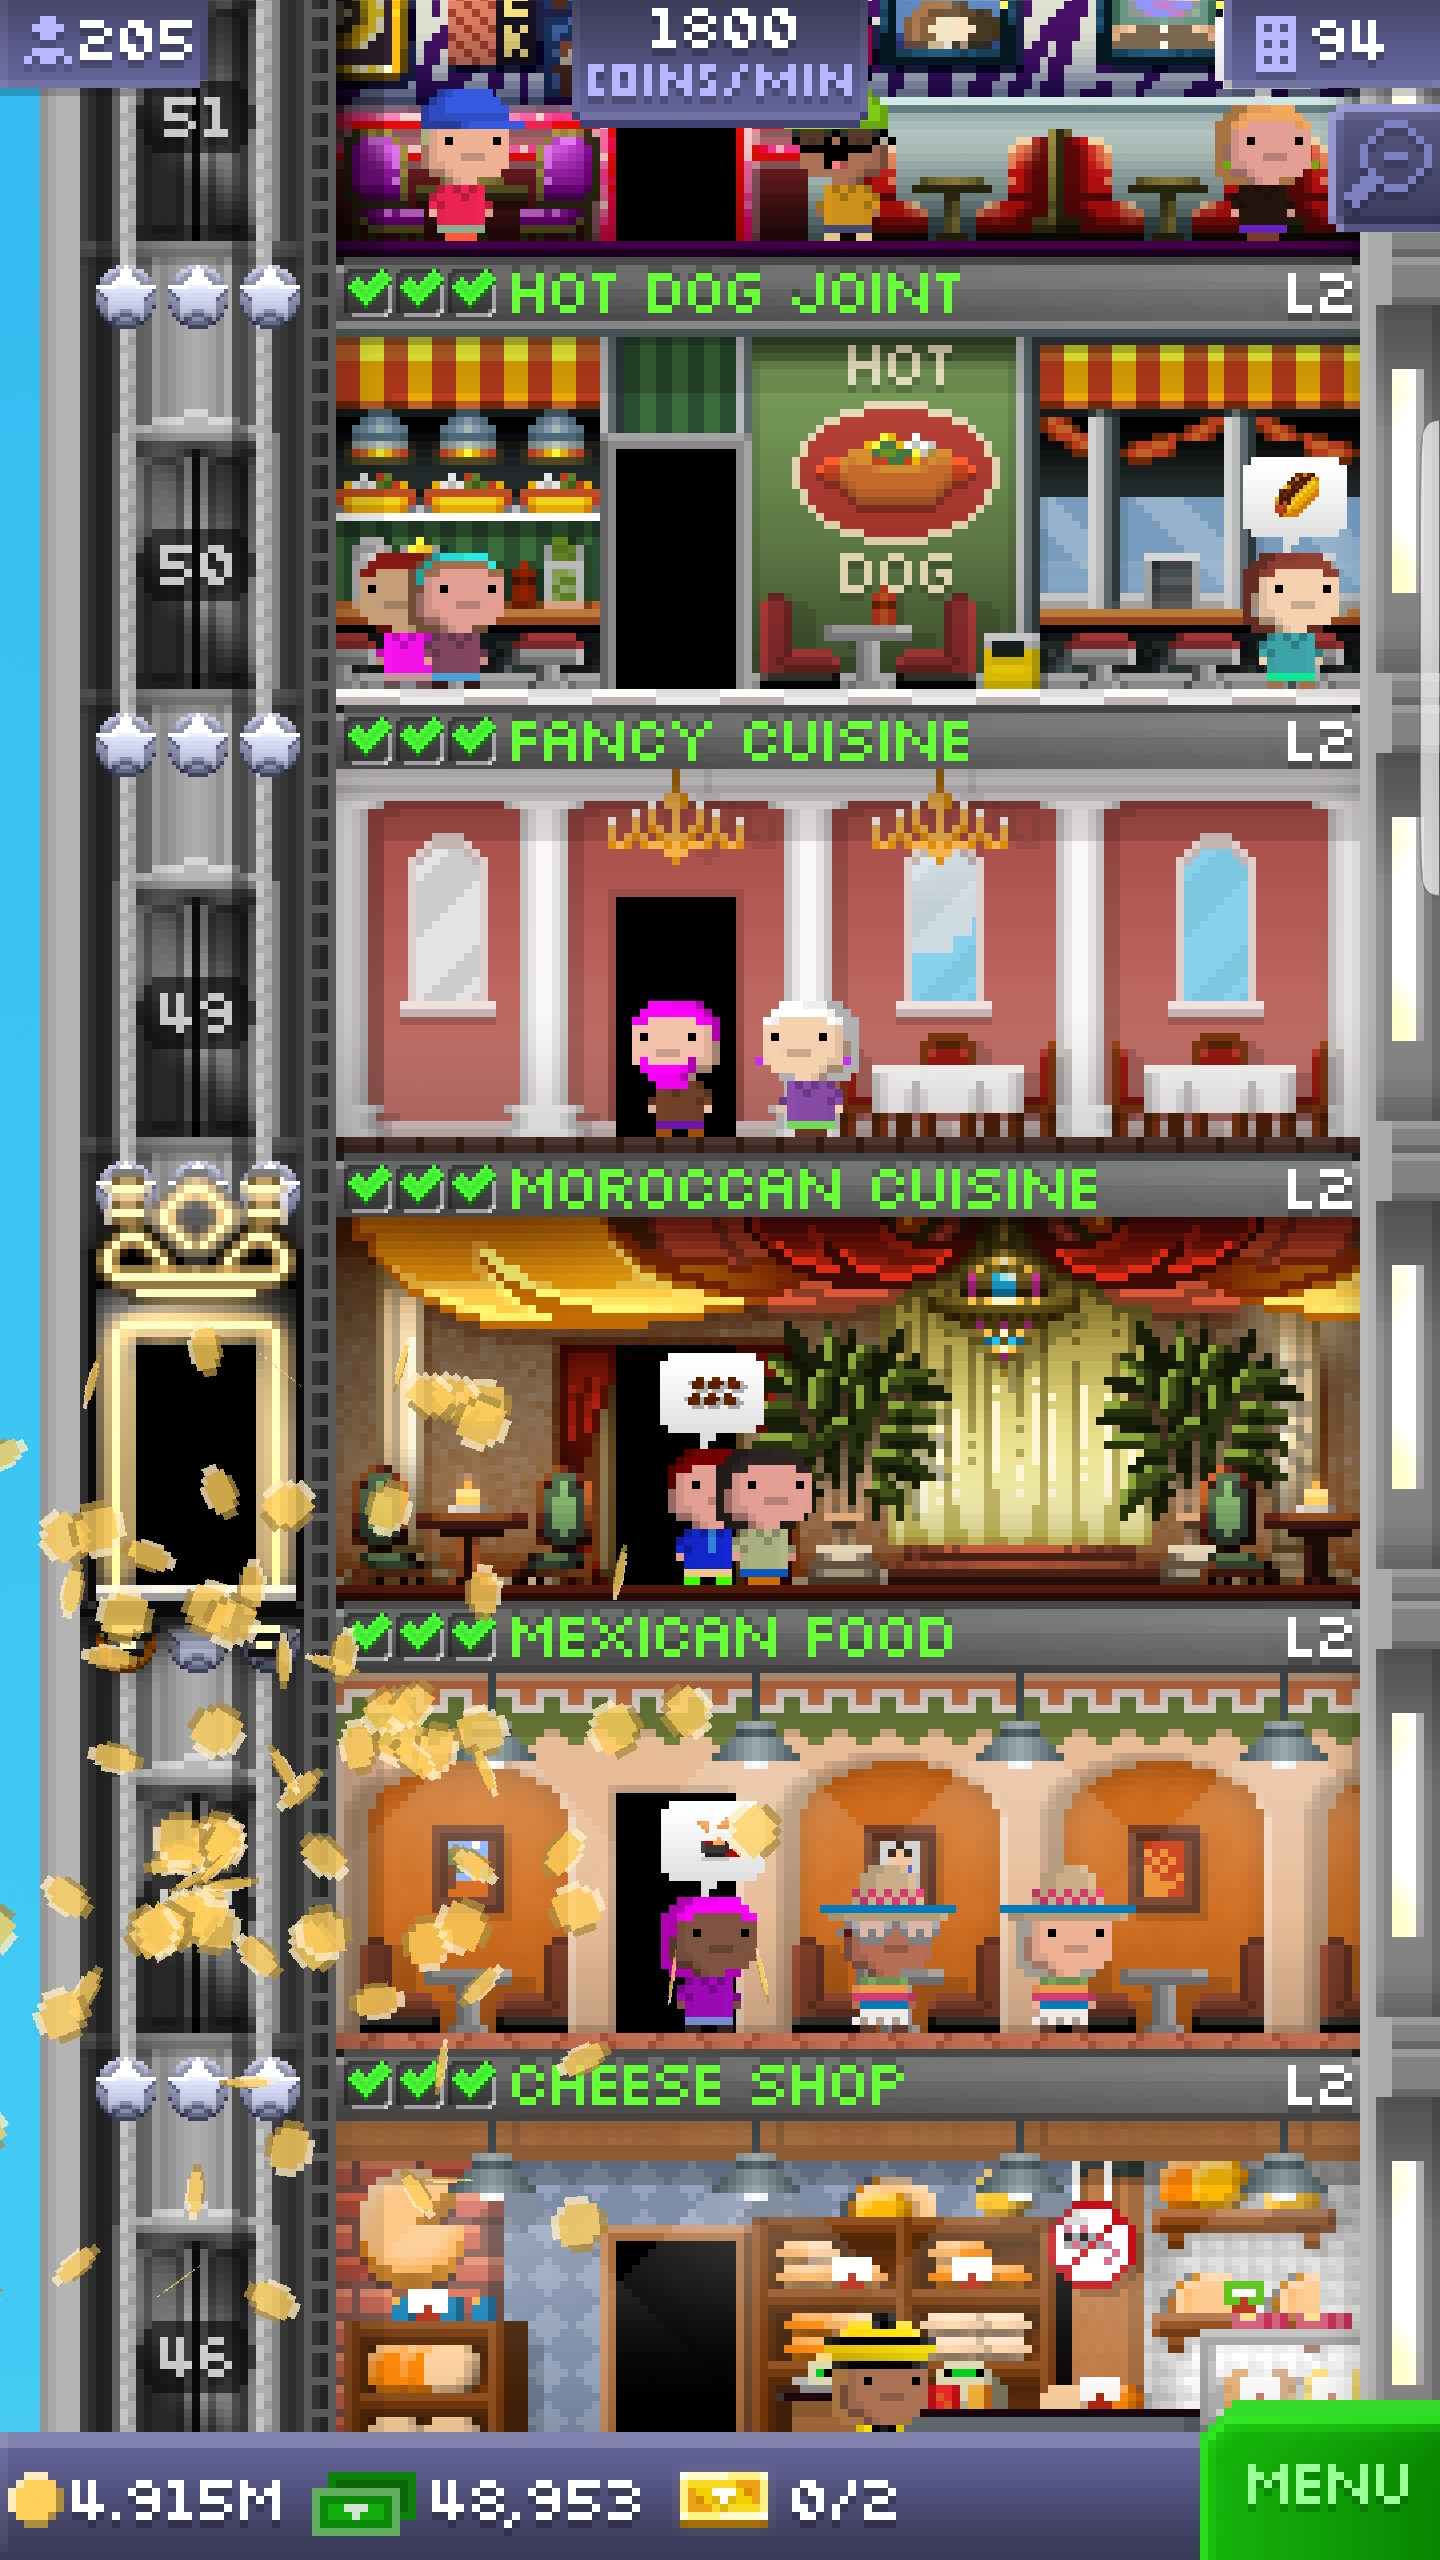 205
1800
COINS/MIN
94
51
HOT DOG JOINT
L2
HOT
DOG
50
FANCY CUISINE
L2
49
MOROCCAN CUISINE
L2
MEXICAN FOOD
L2
CHEESE SHOP
L2
46
4.915M
48,953
0/2
MENU